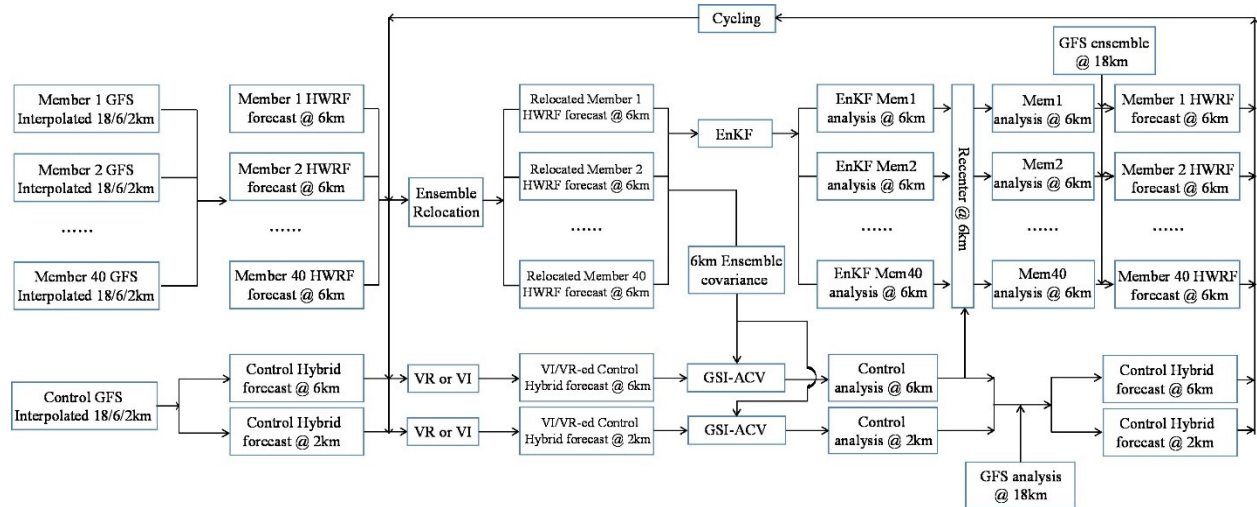 Cycling
GFS ensemble
@ 18km
Member 1 GFS
Interpolated 18/6/2km
Member 1 HWRF
forecast @ 6km
Relocated Member 1
HWRF forecast @ 6km
EnKF
EnKF Mem1
analysis @ 6km
Recenter @ 6km
Mem1
analysis @ 6km
Member 1 HWRF
forecast @ 6km
Member 2 GFS
Interpolated 18/6/2km
Member 2 HWRF
forecast @ 6km
Ensemble
Relocation
Relocated Member 2
HWRF forecast @ 6km
EnKF Mem2
analysis @ 6km
Mem2
analysis @ 6km
Member 2 HWRF
forecast @ 6km
......
......
......
......
......
......
Member 40 GFS
Interpolated 18/6/2km
Member 40 HWRF
forecast @ 6km
Relocated Member 40
HWRF forecast @ 6km
6km Ensemble
covariance
EnKF Mem40
analysis @ 6km
Mem40
analysis @ 6km
Member 40 HWRF
forecast @ 6km
Control GFS
Interpolated 18/6/2km
Control Hybrid
forecast @ 6km
VR or VI
VI/VR-ed Control
Hybrid forecast @ 6km
GSI-ACV
Control
analysis @ 6km
Control Hybrid
forecast @ 6km
Control Hybrid
forecast @ 2km
VR or VI
VI/VR-ed Control
Hybrid forecast @ 2km
GSI-ACV
Control
analysis @ 2km
Control Hybrid
forecast @ 2km
GFS analysis
@ 18km